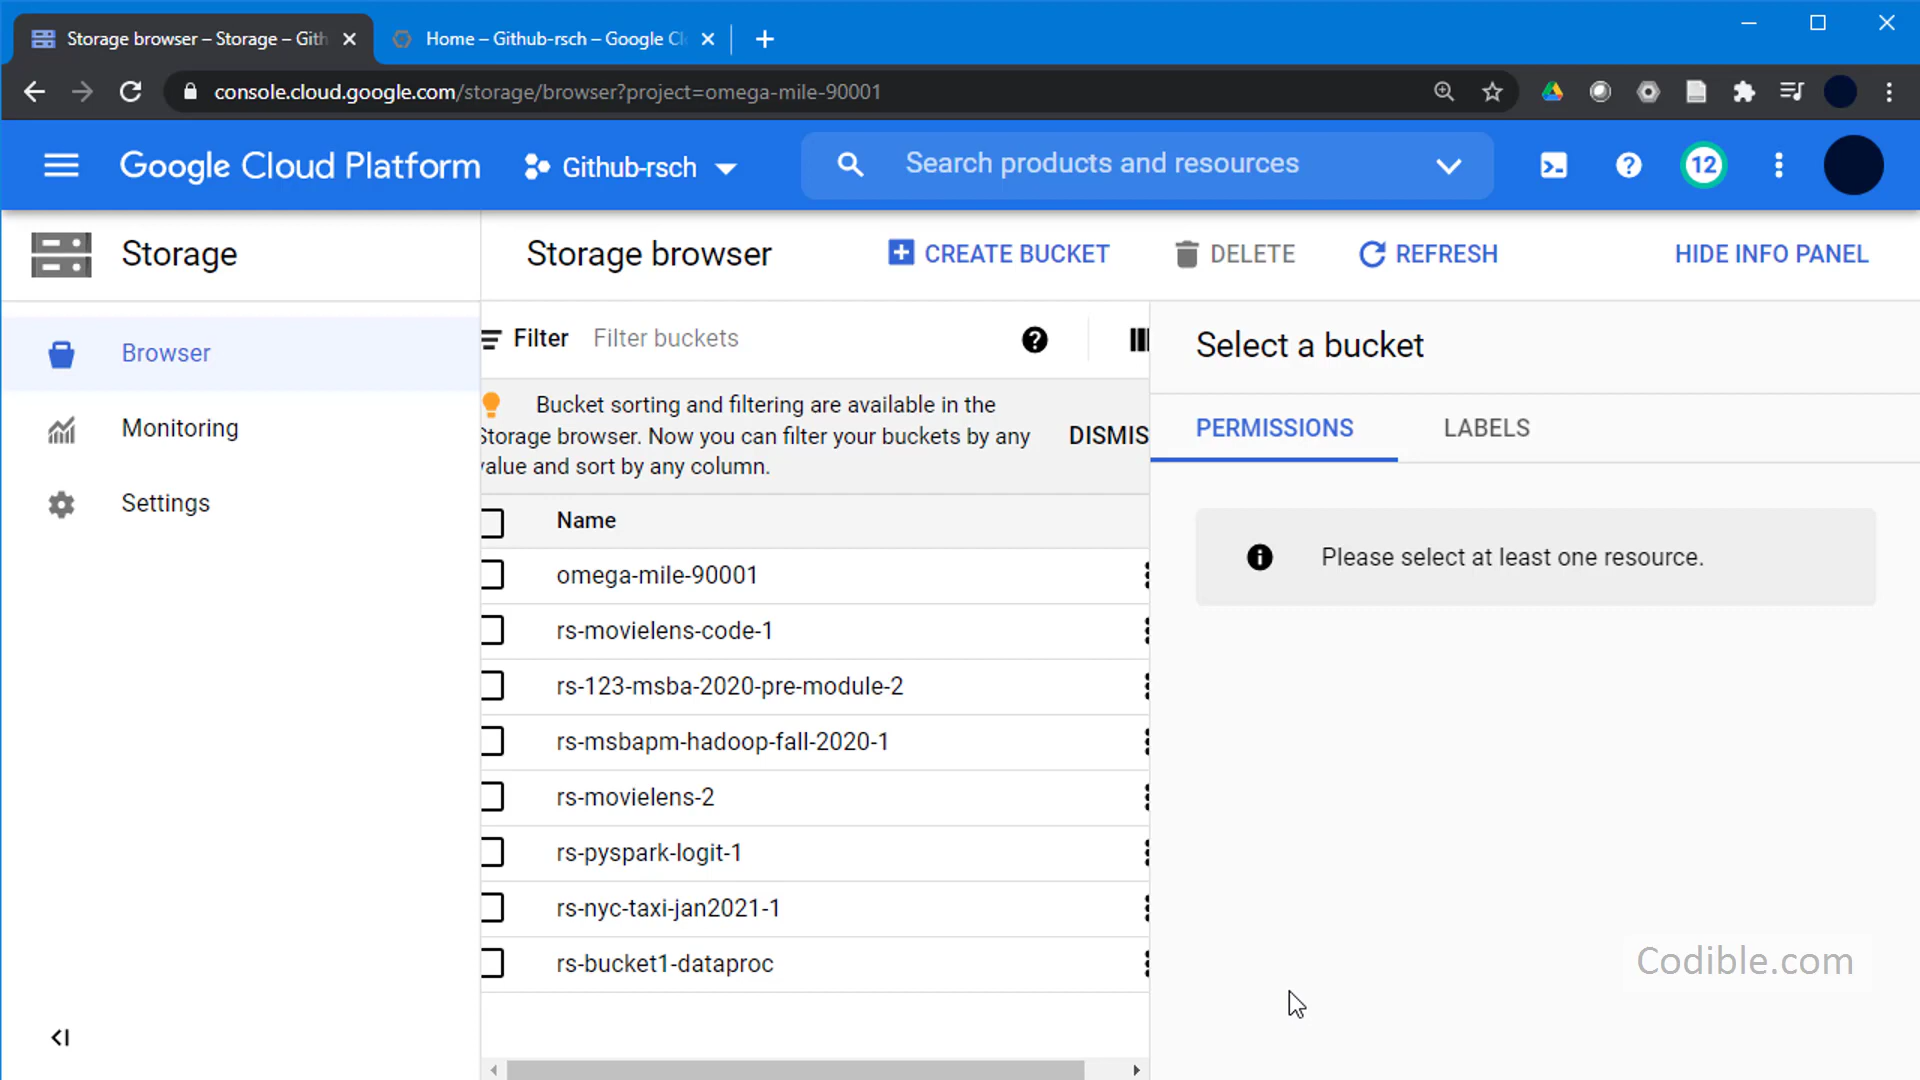 Storage browser – Storage – Gith
Home – Github-rsch – Google Cl
console.cloud.google.com/storage/browser?project=omega-mile-90001
Google Cloud Platform
Github-rsch
Search products and resources
12
Storage
Storage browser
CREATE BUCKET
DELETE
REFRESH
HIDE INFO PANEL
Browser
Monitoring
Settings
Filter
Filter buckets
Bucket sorting and filtering are available in the
Storage browser. Now you can filter your buckets by any
value and sort by any column.
DISMIS
Name
omega-mile-90001
rs-movielens-code-1
rs-123-msba-2020-pre-module-2
rs-msbapm-hadoop-fall-2020-1
rs-movielens-2
rs-pyspark-logit-1
rs-nyc-taxi-jan2021-1
rs-bucket1-dataproc
Select a bucket
PERMISSIONS
LABELS
Please select at least one resource.
Codible.com